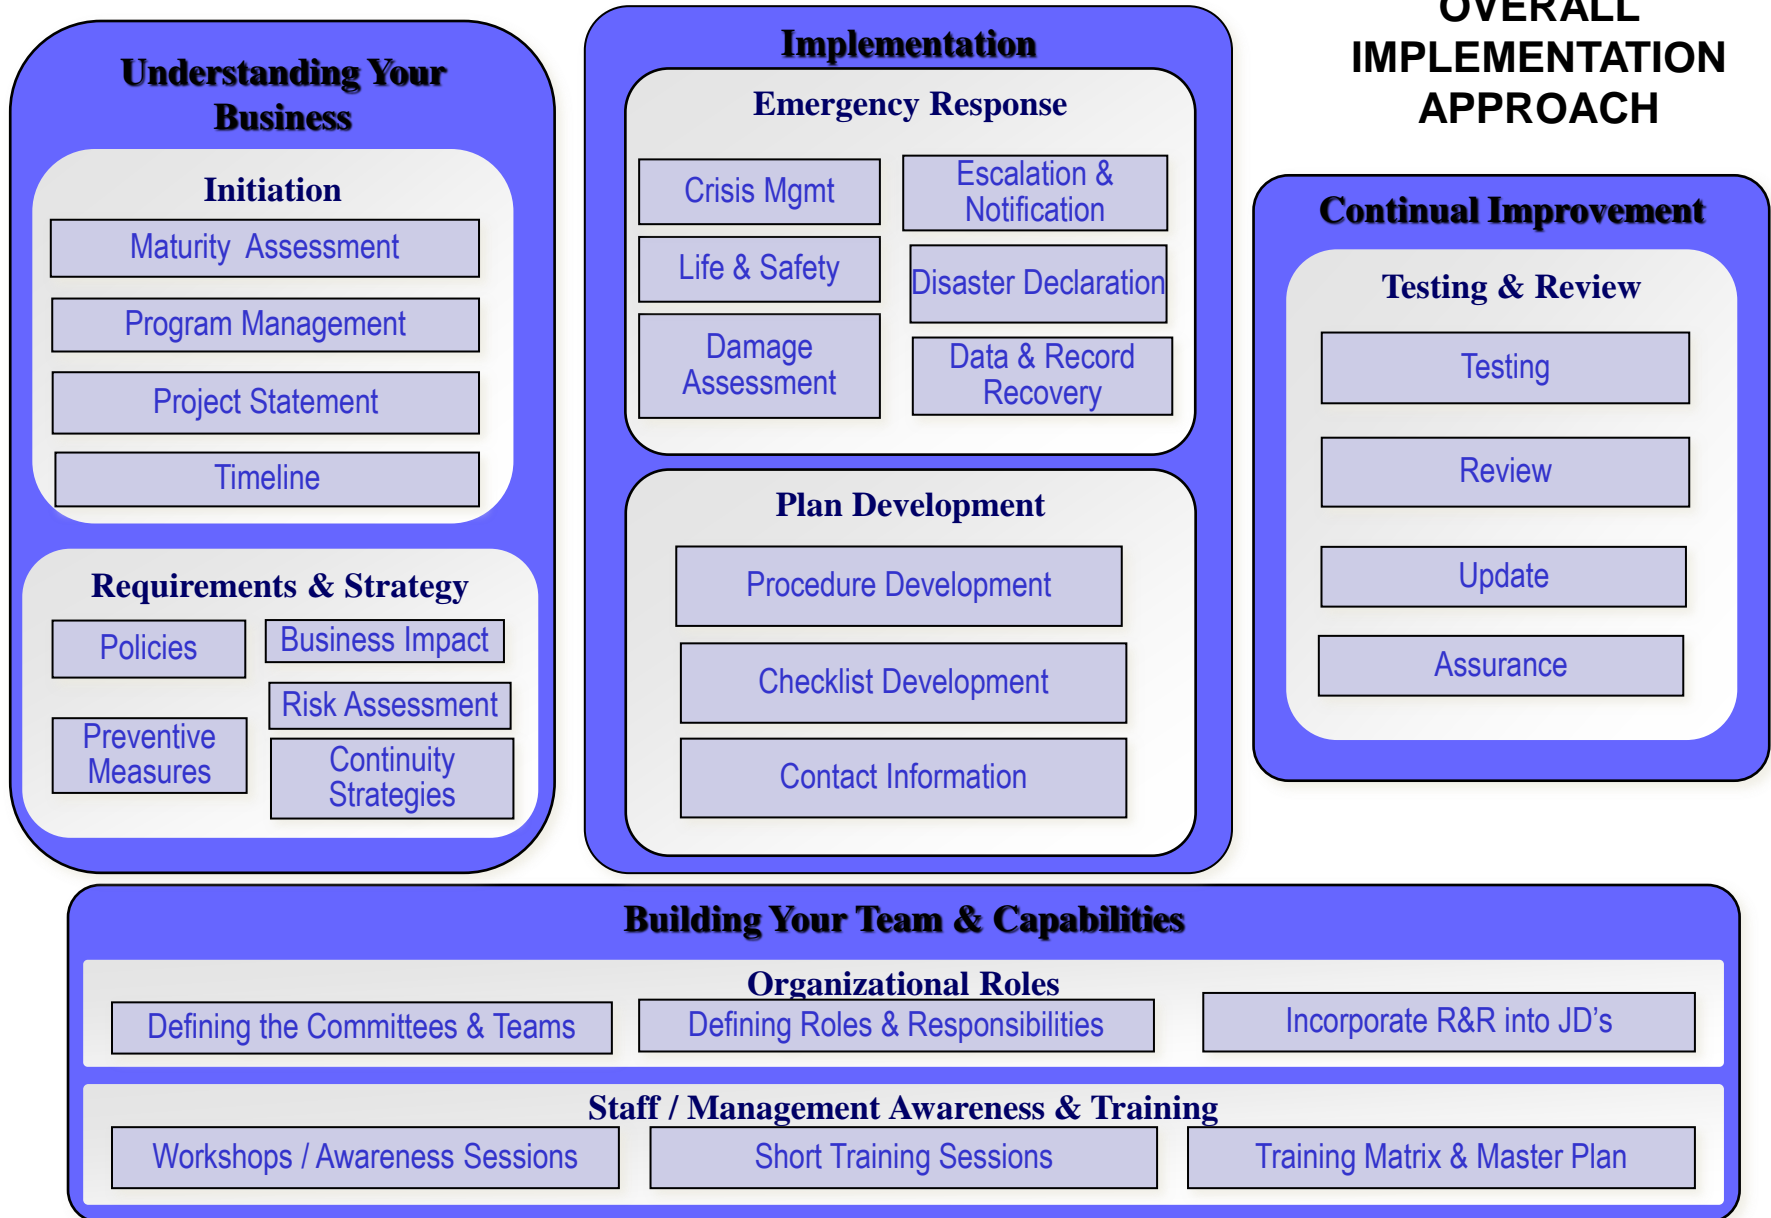 OVERALL
IMPLEMENTATION
APPROACH
Understanding Your
Business
Initiation
Maturity Assessment
Program Management
Project Statement
Timeline
Requirements & Strategy
Policies
Business Impact
Risk Assessment
Preventive
Measures
Continuity
Strategies
Implementation
Emergency Response
Crisis Mgmt
Escalation &
Notification
Life & Safety
Disaster Declaration
Damage
Assessment
Data & Record
Recovery
Plan Development
Procedure Development
Checklist Development
Contact Information
Continual Improvement
Testing & Review
Testing
Review
Update
Assurance
Building Your Team & Capabilities
Organizational Roles
Defining the Committees & Teams
Defining Roles & Responsibilities
Incorporate R&R into JD’s
Staff / Management Awareness & Training
Workshops / Awareness Sessions
Short Training Sessions
Training Matrix & Master Plan